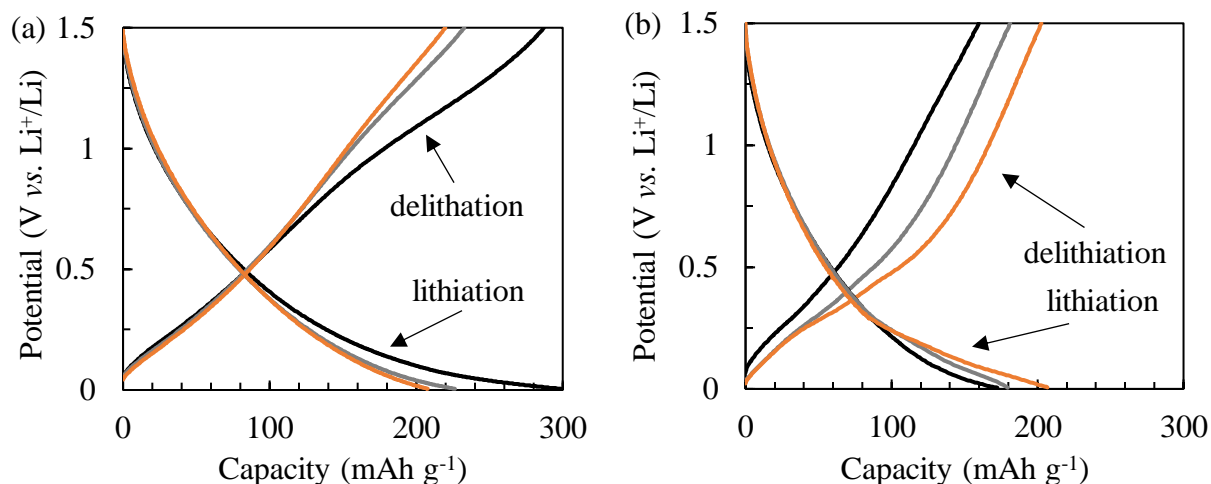 (a)
1.5
1
0.5
0
Potential (V vs. Li⁺/Li)
delithation
lithiation
0 100 200 300
Capacity (mAh g⁻¹)
(b)
1.5
1
0.5
0
Potential (V vs. Li⁺/Li)
delithiation
lithiation
0 100 200 300
Capacity (mAh g⁻¹)